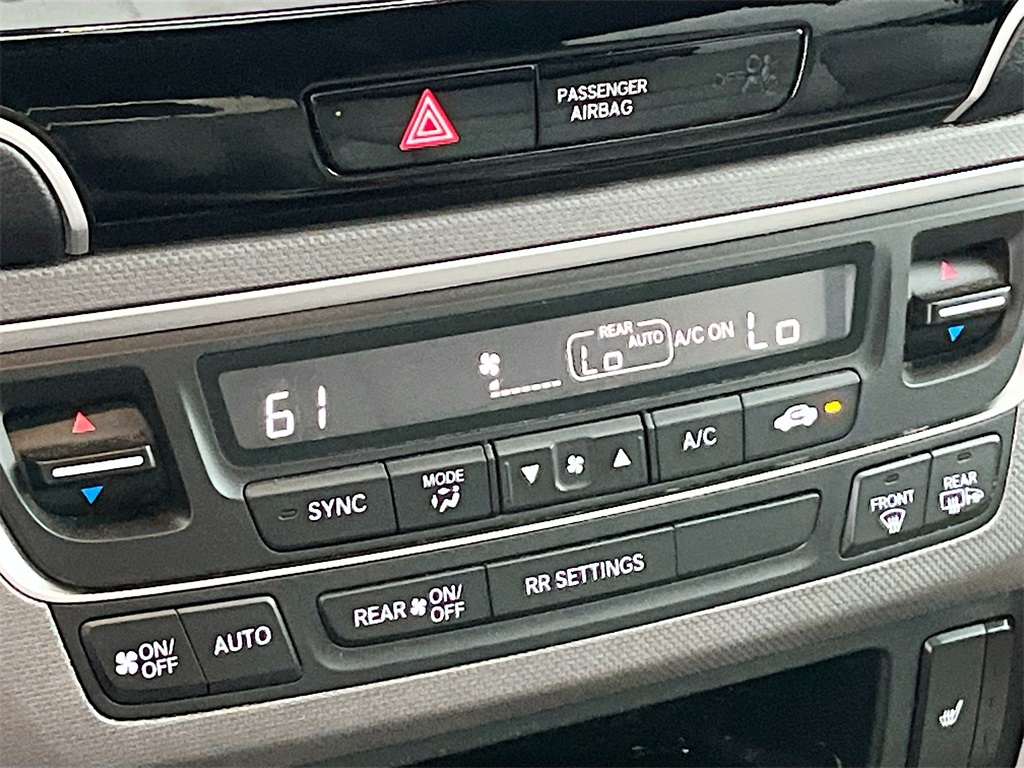 PASSENGER
AIRBAG
OFF
61
REAR
AUTO
Lo
A/C ON
Lo
SYNC
MODE
A/C
FRONT
REAR
ON/
OFF
AUTO
REAR
ON/
OFF
RR SETTINGS